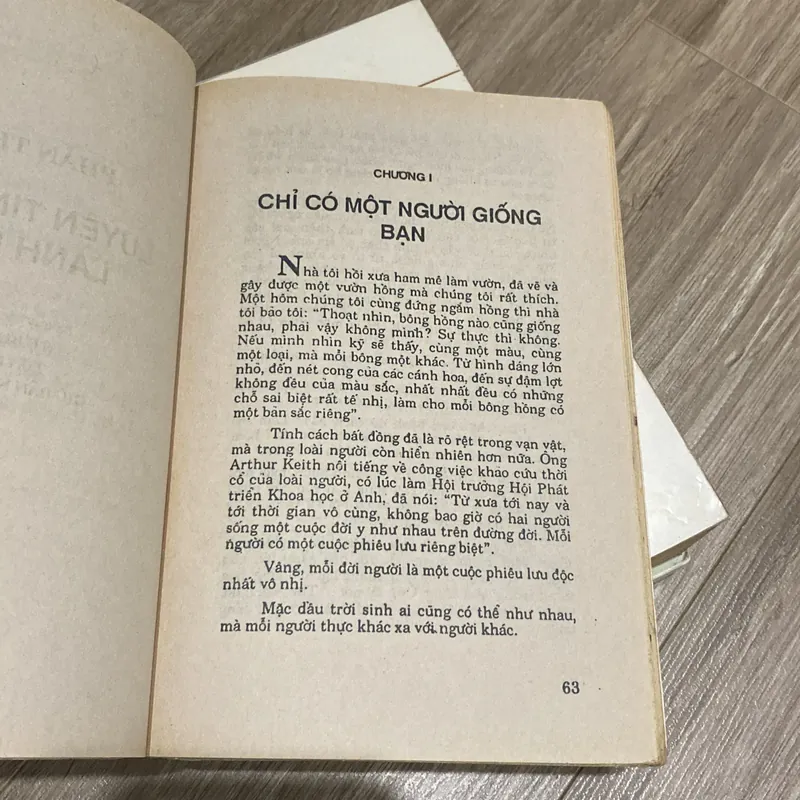 CHƯƠNG I
CHỈ CÓ MỘT NGƯỜI GIỐNG
BẠN
Nhà tôi hồi xưa ham mê làm vườn, đã vẽ và
gây được một vườn hồng mà chúng tôi rất thích.
Một hôm chúng tôi cùng đứng ngắm hồng thì nhà
tôi bảo tôi: "Thoạt nhìn, bông hồng nào cũng giống
nhau, phải vậy không mình? Sự thực thì không.
Nếu mình nhìn kỹ sẽ thấy, cùng một màu, cùng
một loại, mà mỗi bông một khác. Từ hình dáng lớn
nhỏ, đến nét cong của các cánh hoa, đến sự đậm lợt
không đều của màu sắc, nhất nhất đều có những
chỗ sai biệt rất tế nhị, làm cho mỗi bông hồng có
một bản sắc riêng".
Tính cách bất đồng đã là rõ rệt trong vạn vật,
mà trong loài người còn hiển nhiên hơn nữa. Ông
Arthur Keith nổi tiếng về công việc khảo cứu thời
cổ của loài người, có lúc làm Hội trưởng Hội Phát
triển Khoa học ở Anh, đã nói: "Từ xưa tới nay và
tới thời gian vô cùng, không bao giờ có hai người
sống một cuộc đời y như nhau trên đường đời. Mỗi
người có một cuộc phiêu lưu riêng biệt".
Vâng, mỗi đời người là một cuộc phiêu lưu độc
nhất vô nhị.
Mặc dầu trời sinh ai cũng có thể như nhau,
mà mỗi người thực khác xa với người khác.
63